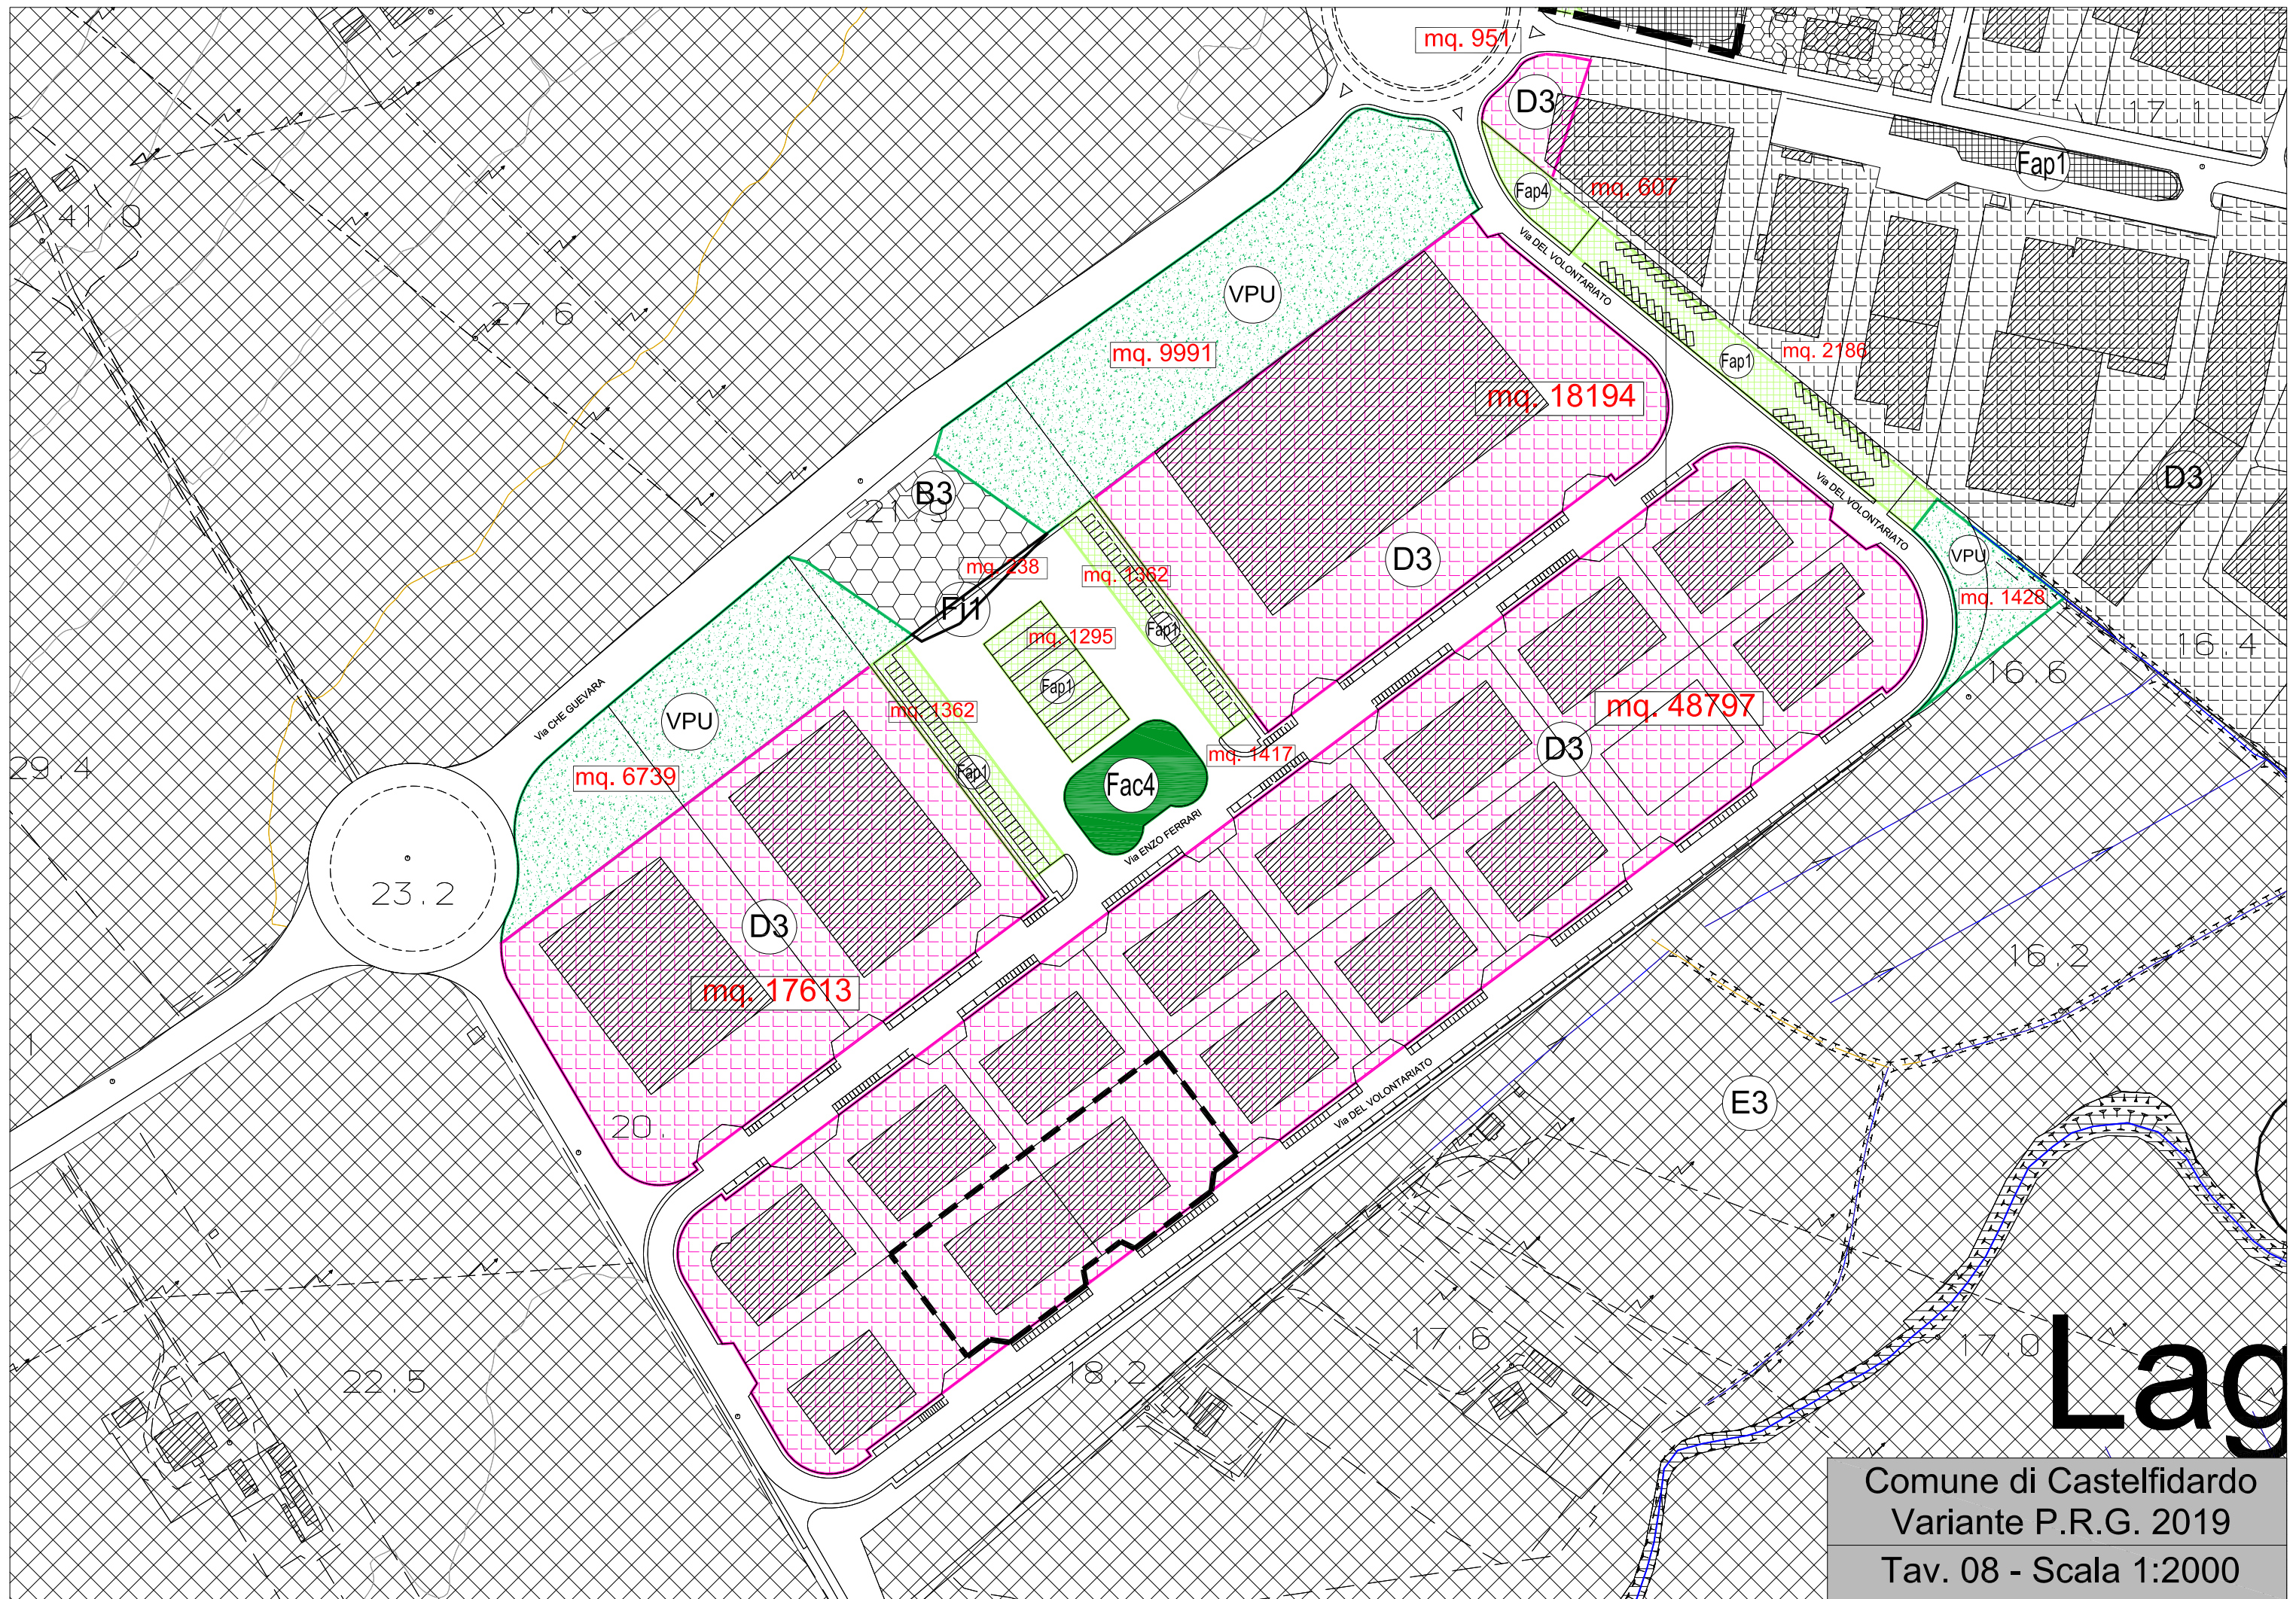 mq. 951
D3
17.1
Fap1
Fap4
mq. 607
41.0
Via DEL VOLONTARIATO
VPU
27.6
mq. 9991
mq. 2186
Fap1
.3
mq. 18194
D3
B3
21.9
Via DEL VOLONTARIATO
VPU
D3
mq. 238
mq. 1362
mq. 1428
Fi1
Fap1
mq. 1295
16.4
16.6
Fap1
Via CHE GUEVARA
VPU
mq. 1362
mq. 48797
D3
mq. 1417
29.4
mq. 6739
Fap1
Fac4
Via ENZO FERRARI
23.2
D3
16.2
mq. 17613
1
Via DEL VOLONTARIATO
E3
20.
17.6
17.0
18.2
22.5
Lag
Comune di Castelfidardo
Variante P.R.G. 2019
Tav. 08 - Scala 1:2000